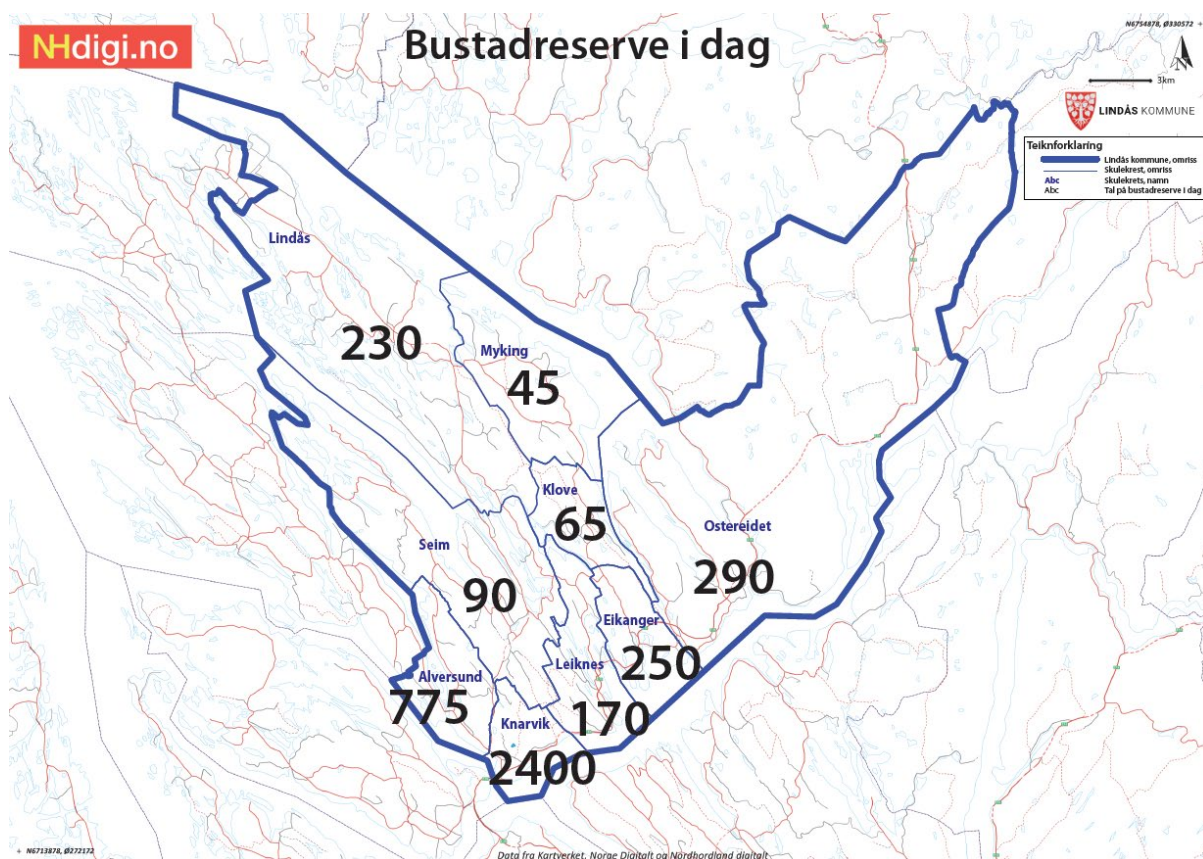 NHdigi.no
Bustadreserve i dag
N6754878, Ø330572 +
N
3km
LINDÅS KOMMUNE
Teiknforklaring
Lindås kommune, omriss
Skulekrest, omriss
Abc Skulekrets, namn
Abc Tal på bustadreserve i dag
Lindås
230
Myking
45
Klove
65
Ostereidet
290
Seim
90
Eikanger
250
Leiknes
170
Alversund
775
Knarvik
2400
+ N6713878, Ø272172
Data fra Kartverket, Norge Digitalt og Nordhordland digitalt